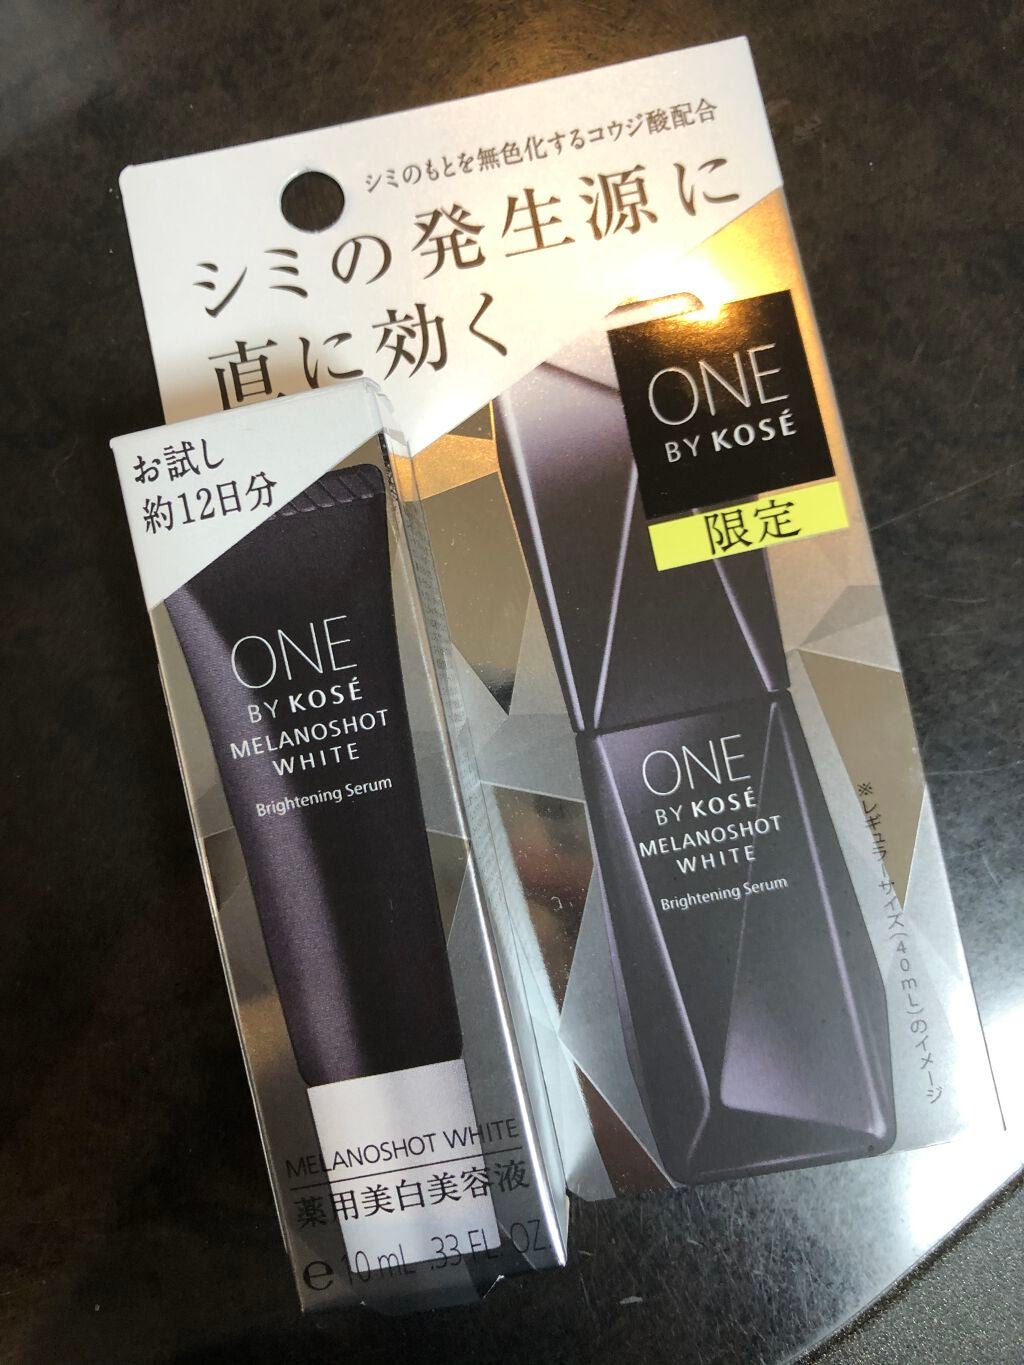 シミのもとを無色化するコウジ酸配合
シミの発生源に
直に効く
ONE
BY KOSÉ
限定
お試し
約12日分
ONE
BY KOSÉ
MELANOSHOT
WHITE
Brightening Serum
ONE
BY KOSÉ
MELANOSHOT
WHITE
Brightening Serum
※レギュラーサイズ(40mL)のイメージ
MELANOSHOT WHITE
薬用美白美容液
e 10 mL .33 FL. OZ.